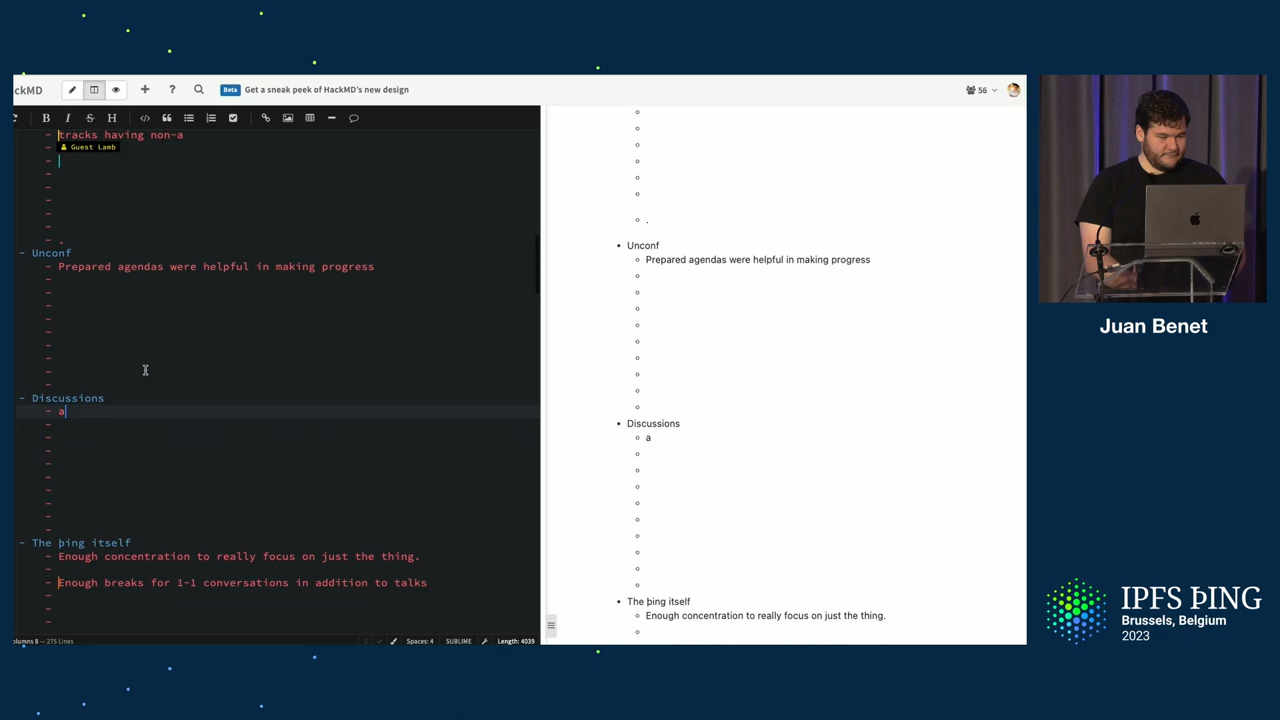 ckMD
Beta Get a sneak peek of HackMD's new design
56
B I S H
- tracks having non-a
Guest Lamb
-
-
-
-
-
-
- .
- Unconf
- Prepared agendas were helpful in making progress
-
-
-
-
-
-
-
-
-
- Discussions
- a
-
-
-
-
-
-
-
-
-
- The þing itself
- Enough concentration to really focus on just the thing.
- Enough breaks for 1-1 conversations in addition to talks
-
-
-
olumns 8 — 275 Lines
Spaces: 4 SUBLIME Length: 4039
.
Unconf
Prepared agendas were helpful in making progress
Discussions
a
The þing itself
Enough concentration to really focus on just the thing.
Juan Benet
IPFS ÞING
Brussels, Belgium
2023